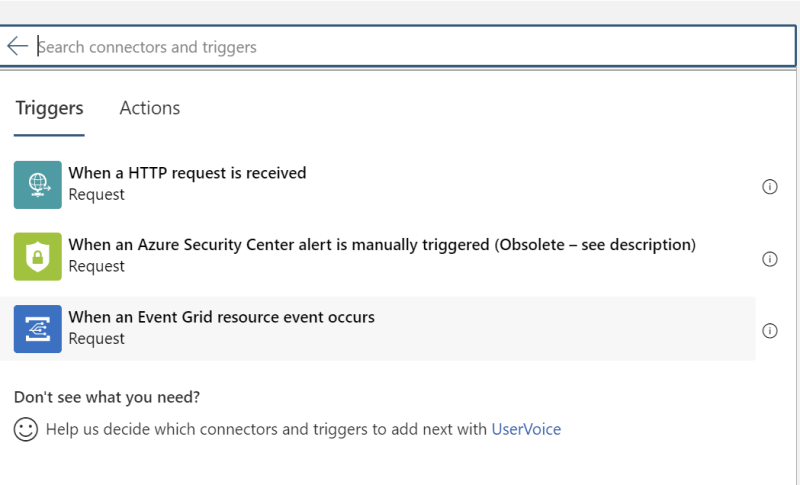 Search connectors and triggers
Triggers Actions
When a HTTP request is received
Request
When an Azure Security Center alert is manually triggered (Obsolete – see description)
Request
When an Event Grid resource event occurs
Request
Don't see what you need?
Help us decide which connectors and triggers to add next with UserVoice